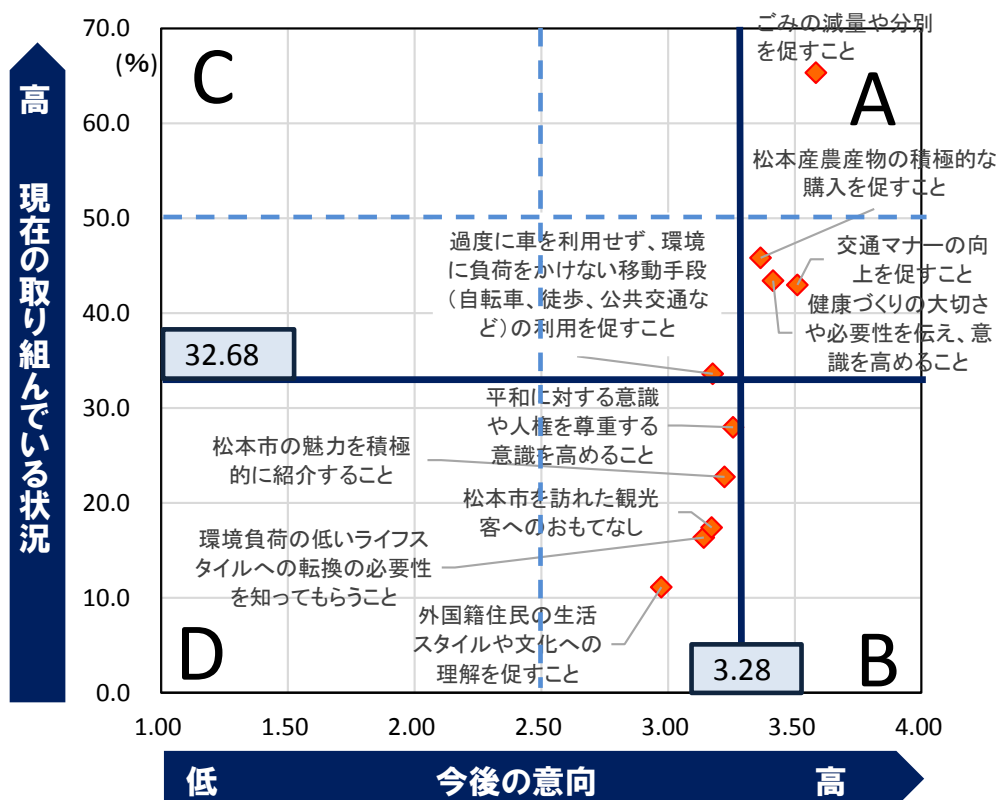 高
現在の取り組んでいる状況
70.0
(%)
60.0
50.0
40.0
30.0
20.0
10.0
0.0
C
A
D
B
ごみの減量や分別
を促すこと
松本産農産物の積極的な
購入を促すこと
過度に車を利用せず、環境
に負荷をかけない移動手段
（自転車、徒歩、公共交通な
ど）の利用を促すこと
交通マナーの向
上を促すこと
健康づくりの大切さ
や必要性を伝え、意
識を高めること
32.68
平和に対する意識
や人権を尊重する
意識を高めること
松本市の魅力を積極
的に紹介すること
松本市を訪れた観光
客へのおもてなし
環境負荷の低いライフス
タイルへの転換の必要性
を知ってもらうこと
外国籍住民の生活
スタイルや文化への
理解を促すこと
3.28
1.00
1.50
2.00
2.50
3.00
3.50
4.00
低
今後の意向
高